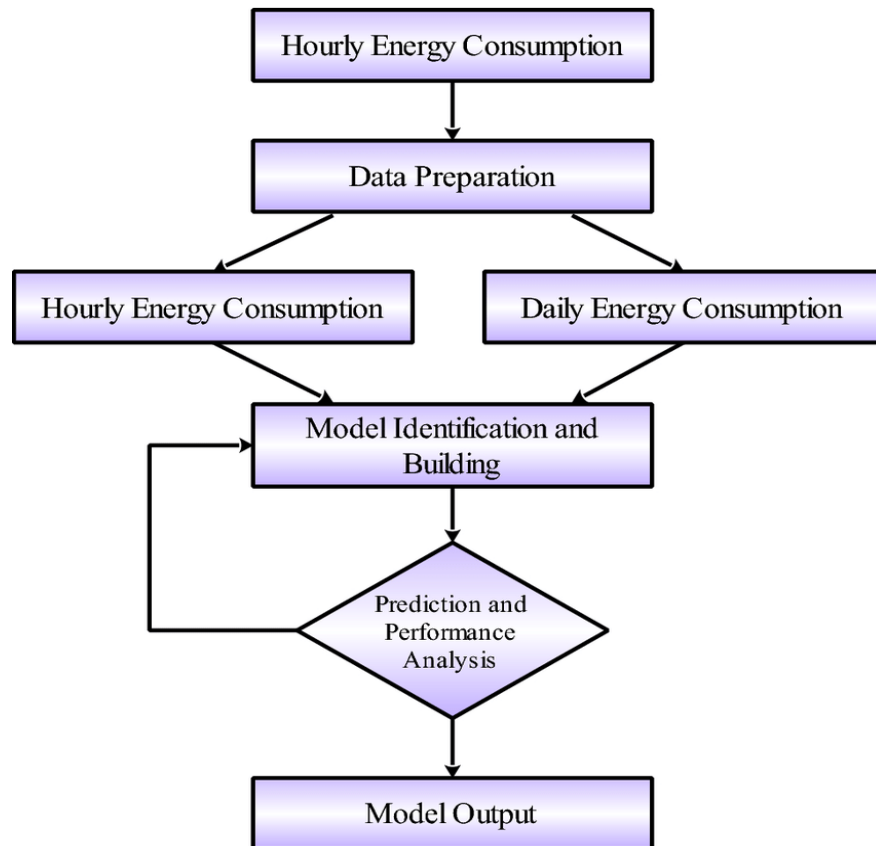 Hourly Energy Consumption
Data Preparation
Hourly Energy Consumption
Daily Energy Consumption
Model Identification and
Building
Prediction and
Performance
Analysis
Model Output